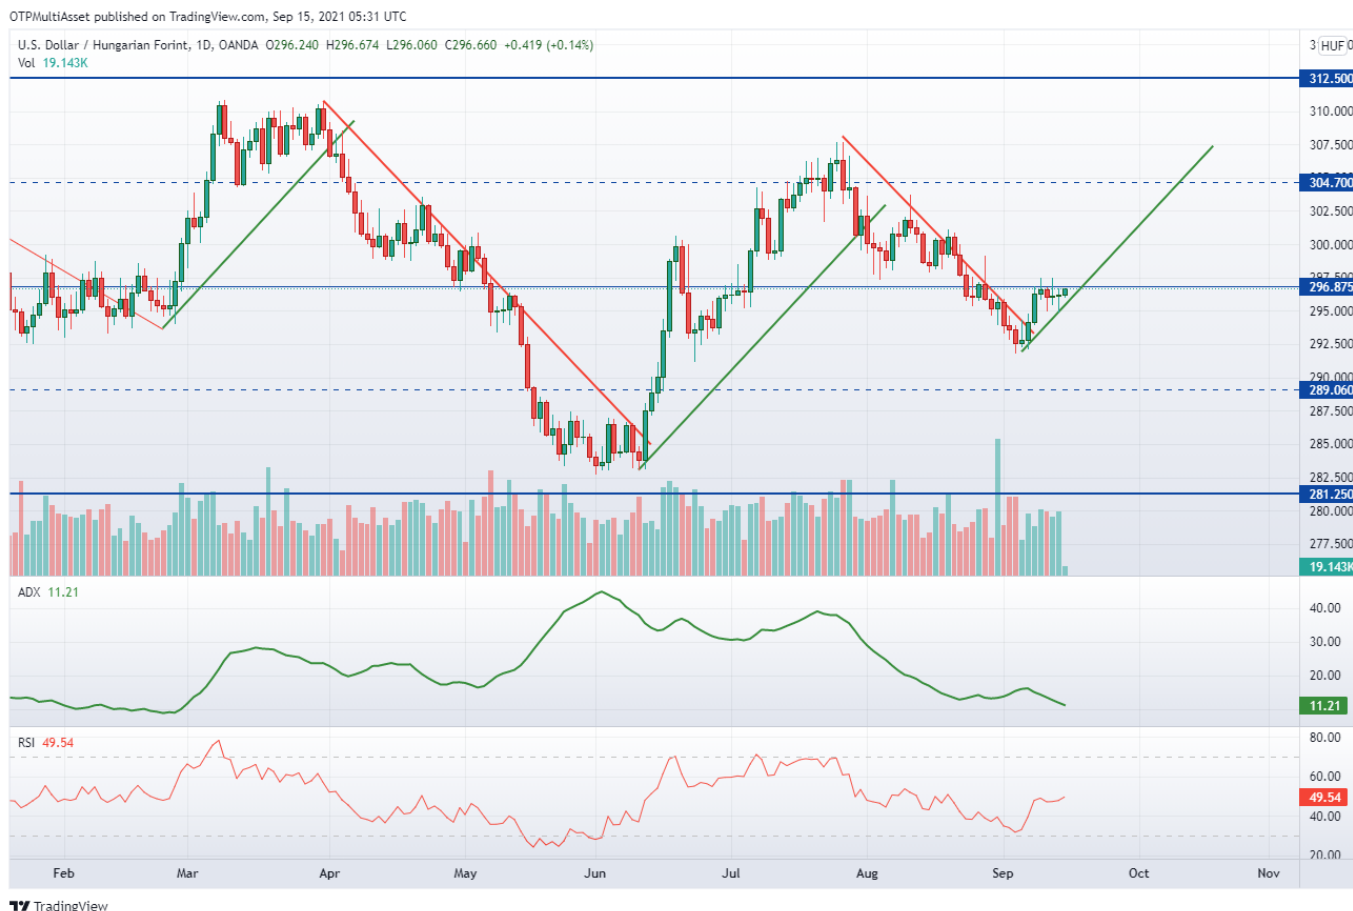 OTPMultiAsset published on TradingView.com, Sep 15, 2021 05:31 UTC
U.S. Dollar / Hungarian Forint, 1D, OANDA O296.240 H296.674 L296.060 C296.660 +0.419 (+0.14%)
HUF
Vol 19.143K
312.500
310.000
307.500
304.700
302.500
300.000
296.875
295.000
292.500
290.000
289.060
287.500
285.000
282.500
281.250
280.000
277.500
19.143K
ADX 11.21
40.00
30.00
20.00
11.21
RSI 49.54
80.00
60.00
49.54
40.00
20.00
Feb Mar Apr May Jun Jul Aug Sep Oct Nov
TradingView